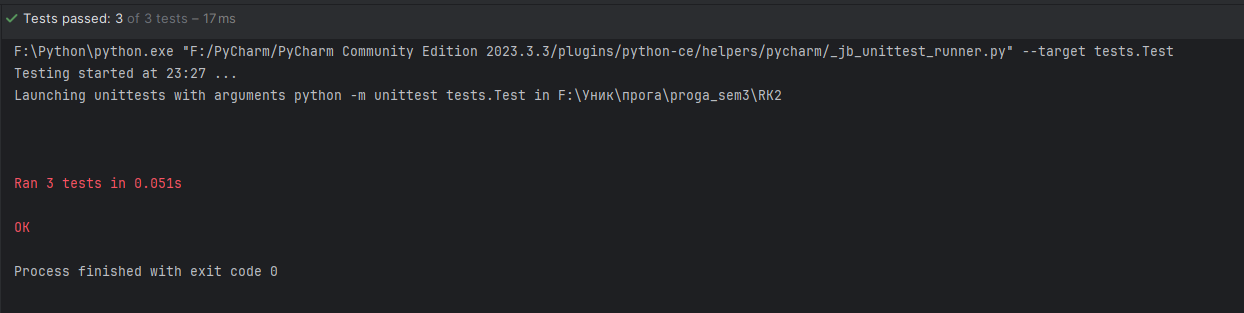 Tests passed: 3 of 3 tests – 17 ms
F:\Python\python.exe "F:/PyCharm/PyCharm Community Edition 2023.3.3/plugins/python-ce/helpers/pycharm/_jb_unittest_runner.py" --target tests.Test
Testing started at 23:27 ...
Launching unittests with arguments python -m unittest tests.Test in F:\Уник\прога\proga_sem3\RK2
Ran 3 tests in 0.051s
OK
Process finished with exit code 0